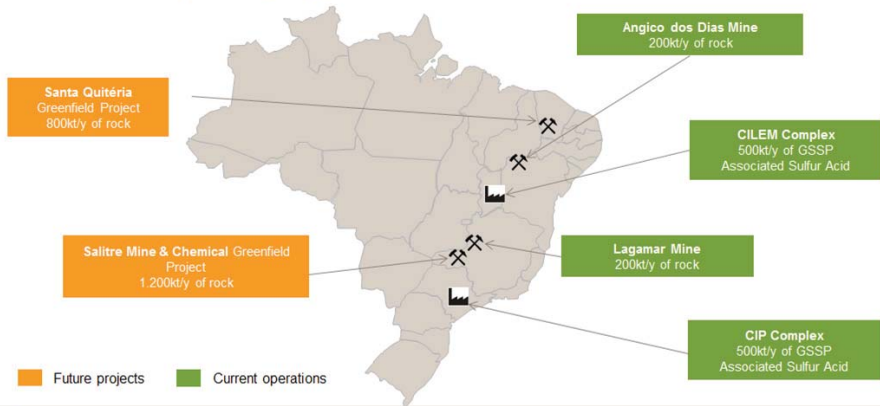 Angico dos Dias Mine
200kt/y of rock
Santa Quitéria
Greenfield Project
800kt/y of rock
CILEM Complex
500kt/y of GSSP
Associated Sulfur Acid
Salitre Mine & Chemical Greenfield
Project
1.200kt/y of rock
Lagamar Mine
200kt/y of rock
CIP Complex
500kt/y of GSSP
Associated Sulfur Acid
Future projects
Current operations